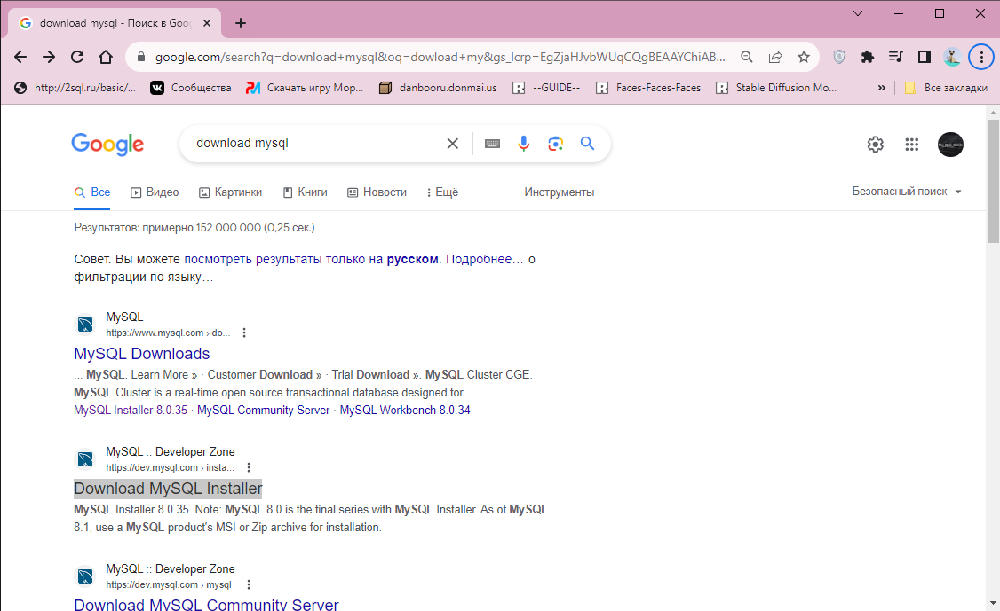 download mysql - Поиск в Goo
google.com/search?q=download+mysql&oq=dowload+my&gs_lcrp=EgZjaHJvbWUqCQgBEAAYChiAB...
http://2sql.ru/basic/... Сообщества Скачать игру Мор... danbooru.donmai.us --GUIDE-- Faces-Faces-Faces Stable Diffusion Mo... » Все закладки
Google download mysql
Все Видео Картинки Книги Новости Ещё Инструменты Безопасный поиск
Результатов: примерно 152 000 000 (0,25 сек.)
Совет. Вы можете посмотреть результаты только на русском. Подробнее… о
фильтрации по языку…
MySQL
https://www.mysql.com › do...
MySQL Downloads
... MySQL. Learn More » · Customer Download » · Trial Download ». MySQL Cluster CGE.
MySQL Cluster is a real-time open source transactional database designed for ...
MySQL Installer 8.0.35 · MySQL Community Server · MySQL Workbench 8.0.34
MySQL :: Developer Zone
https://dev.mysql.com › insta...
Download MySQL Installer
MySQL Installer 8.0.35. Note: MySQL 8.0 is the final series with MySQL Installer. As of MySQL
8.1, use a MySQL product's MSI or Zip archive for installation.
MySQL :: Developer Zone
https://dev.mysql.com › mysql
Download MySQL Community Server